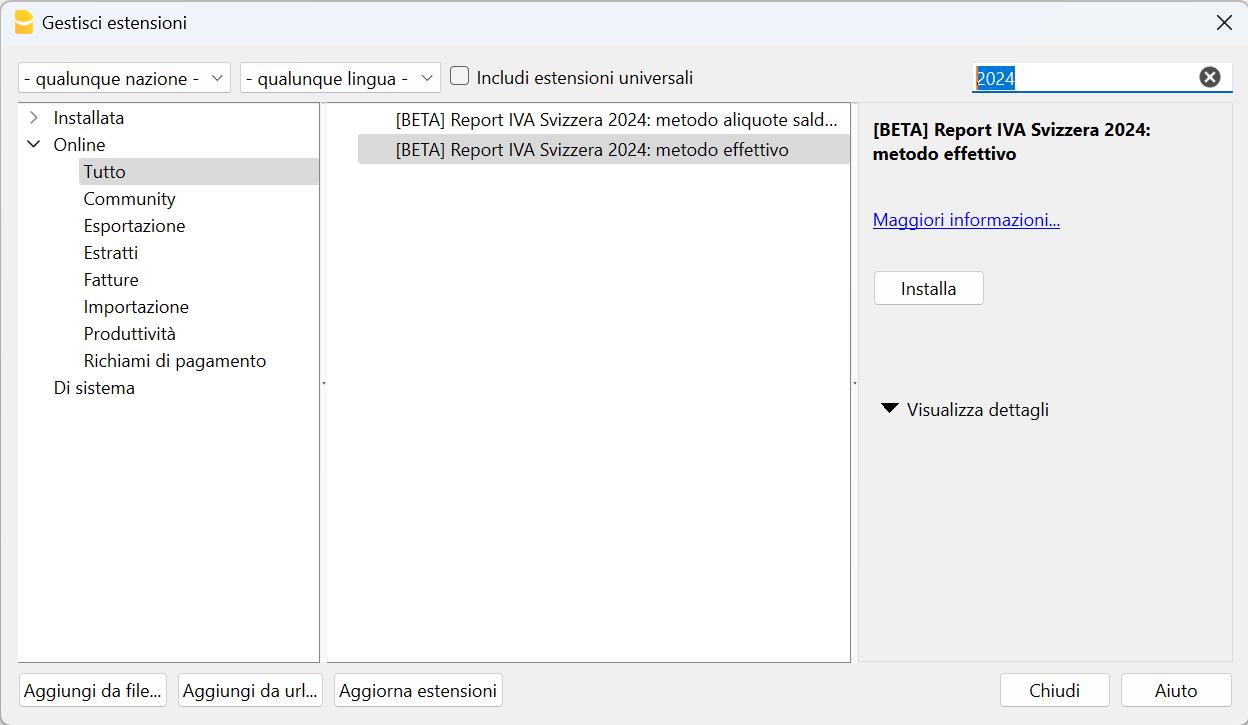 Gestisci estensioni
- qualunque nazione -
- qualunque lingua -
Includi estensioni universali
2024
Installata
Online
Tutto
Community
Esportazione
Estratti
Fatture
Importazione
Produttività
Richiami di pagamento
Di sistema
[BETA] Report IVA Svizzera 2024: metodo aliquote sald...
[BETA] Report IVA Svizzera 2024: metodo effettivo
[BETA] Report IVA Svizzera 2024:
metodo effettivo
Maggiori informazioni...
Installa
Visualizza dettagli
Aggiungi da file...
Aggiungi da url...
Aggiorna estensioni
Chiudi
Aiuto